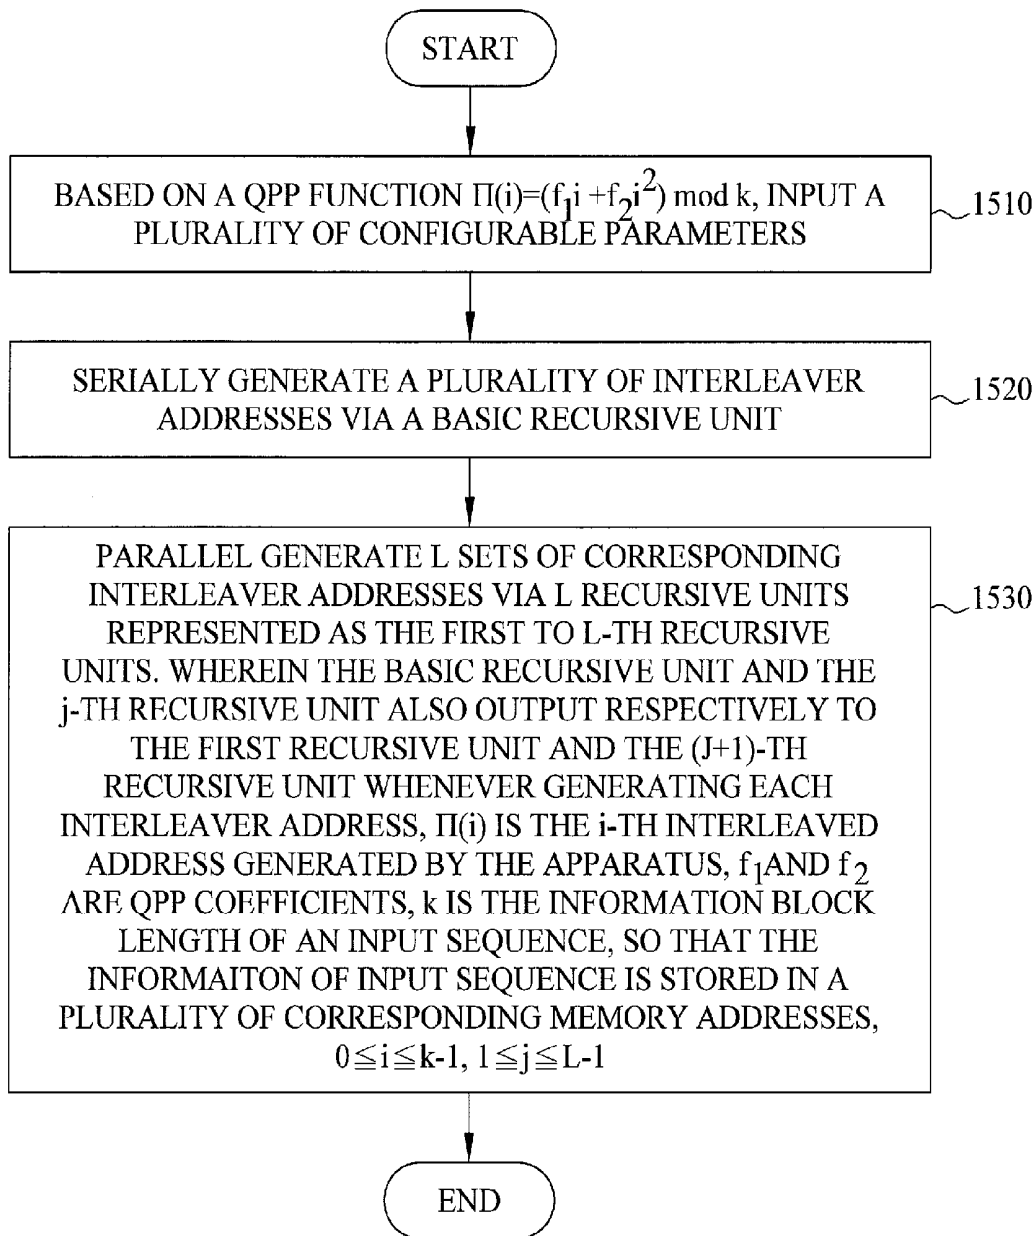 START
BASED ON A QPP FUNCTION Π(i)=(f₁i +f₂i²) mod k, INPUT A
PLURALITY OF CONFIGURABLE PARAMETERS
1510
SERIALLY GENERATE A PLURALITY OF INTERLEAVER
ADDRESSES VIA A BASIC RECURSIVE UNIT
1520
PARALLEL GENERATE L SETS OF CORRESPONDING
INTERLEAVER ADDRESSES VIA L RECURSIVE UNITS
REPRESENTED AS THE FIRST TO L-TH RECURSIVE
UNITS. WHEREIN THE BASIC RECURSIVE UNIT AND THE
j-TH RECURSIVE UNIT ALSO OUTPUT RESPECTIVELY TO
THE FIRST RECURSIVE UNIT AND THE (J+1)-TH
RECURSIVE UNIT WHENEVER GENERATING EACH
INTERLEAVER ADDRESS, Π(i) IS THE i-TH INTERLEAVED
ADDRESS GENERATED BY THE APPARATUS, f₁AND f₂
ARE QPP COEFFICIENTS, k IS THE INFORMATION BLOCK
LENGTH OF AN INPUT SEQUENCE, SO THAT THE
INFORMAITON OF INPUT SEQUENCE IS STORED IN A
PLURALITY OF CORRESPONDING MEMORY ADDRESSES,
0≦i≦k-1, 1≦j≦L-1
1530
END